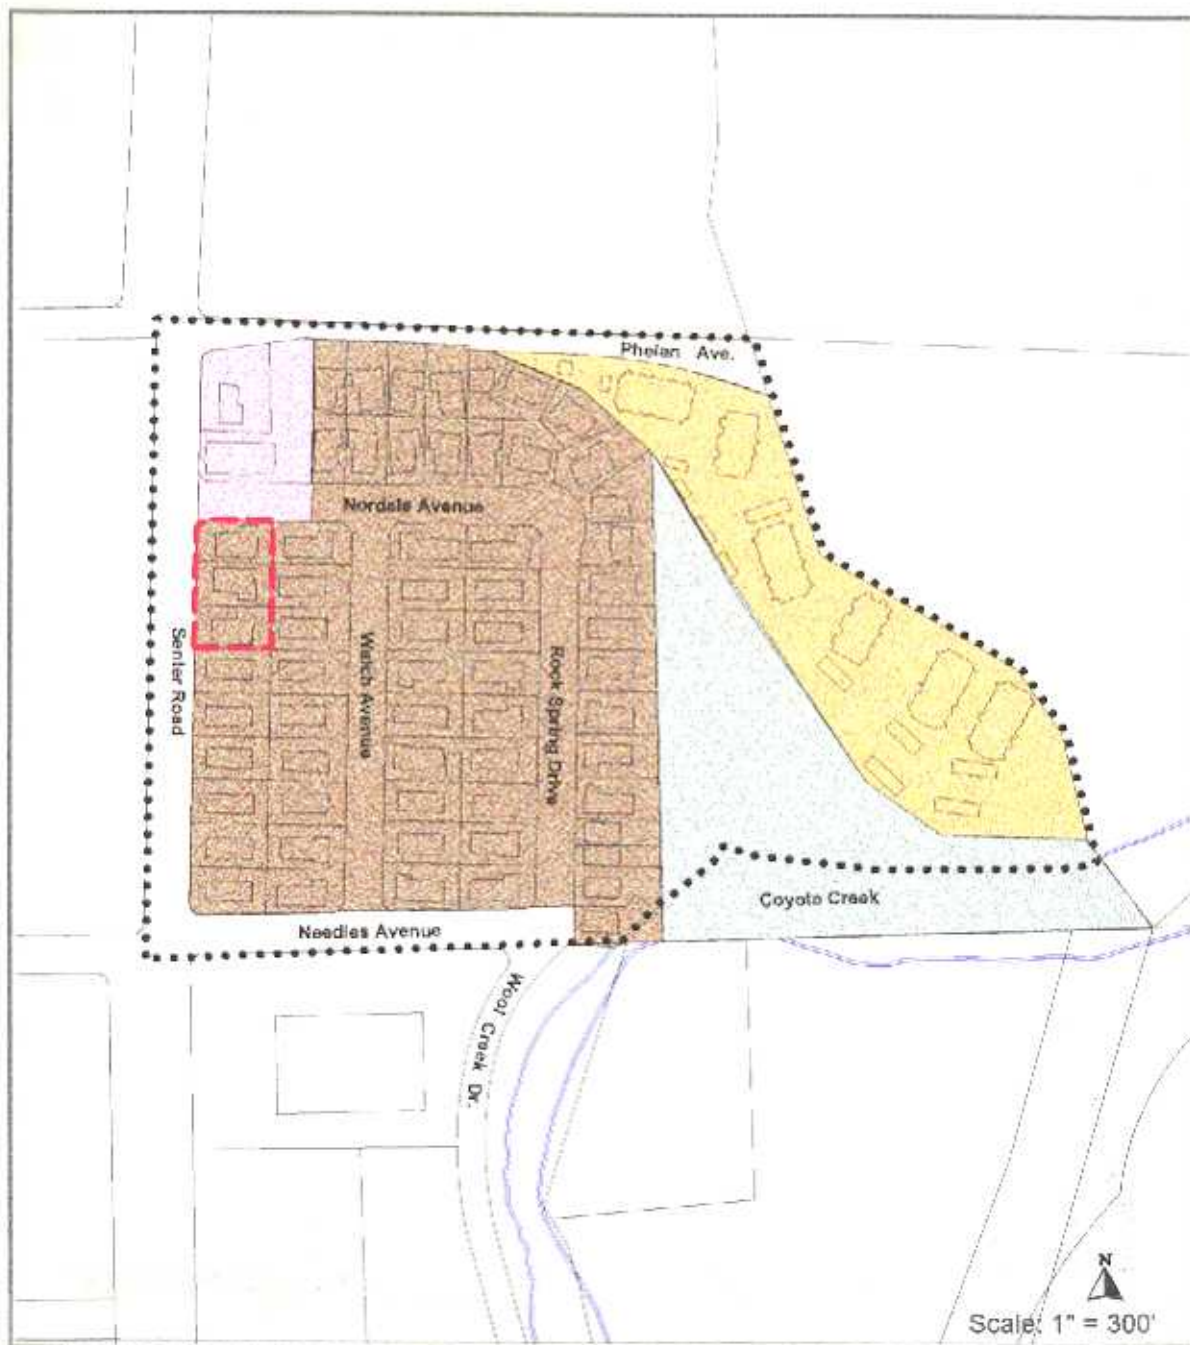 Phelan Ave.
Nordale Avenue
Senter Road
Welch Avenue
Rock Spring Drive
Coyote Creek
Needles Avenue
Wool Creek Dr.
N
Scale: 1" = 300'